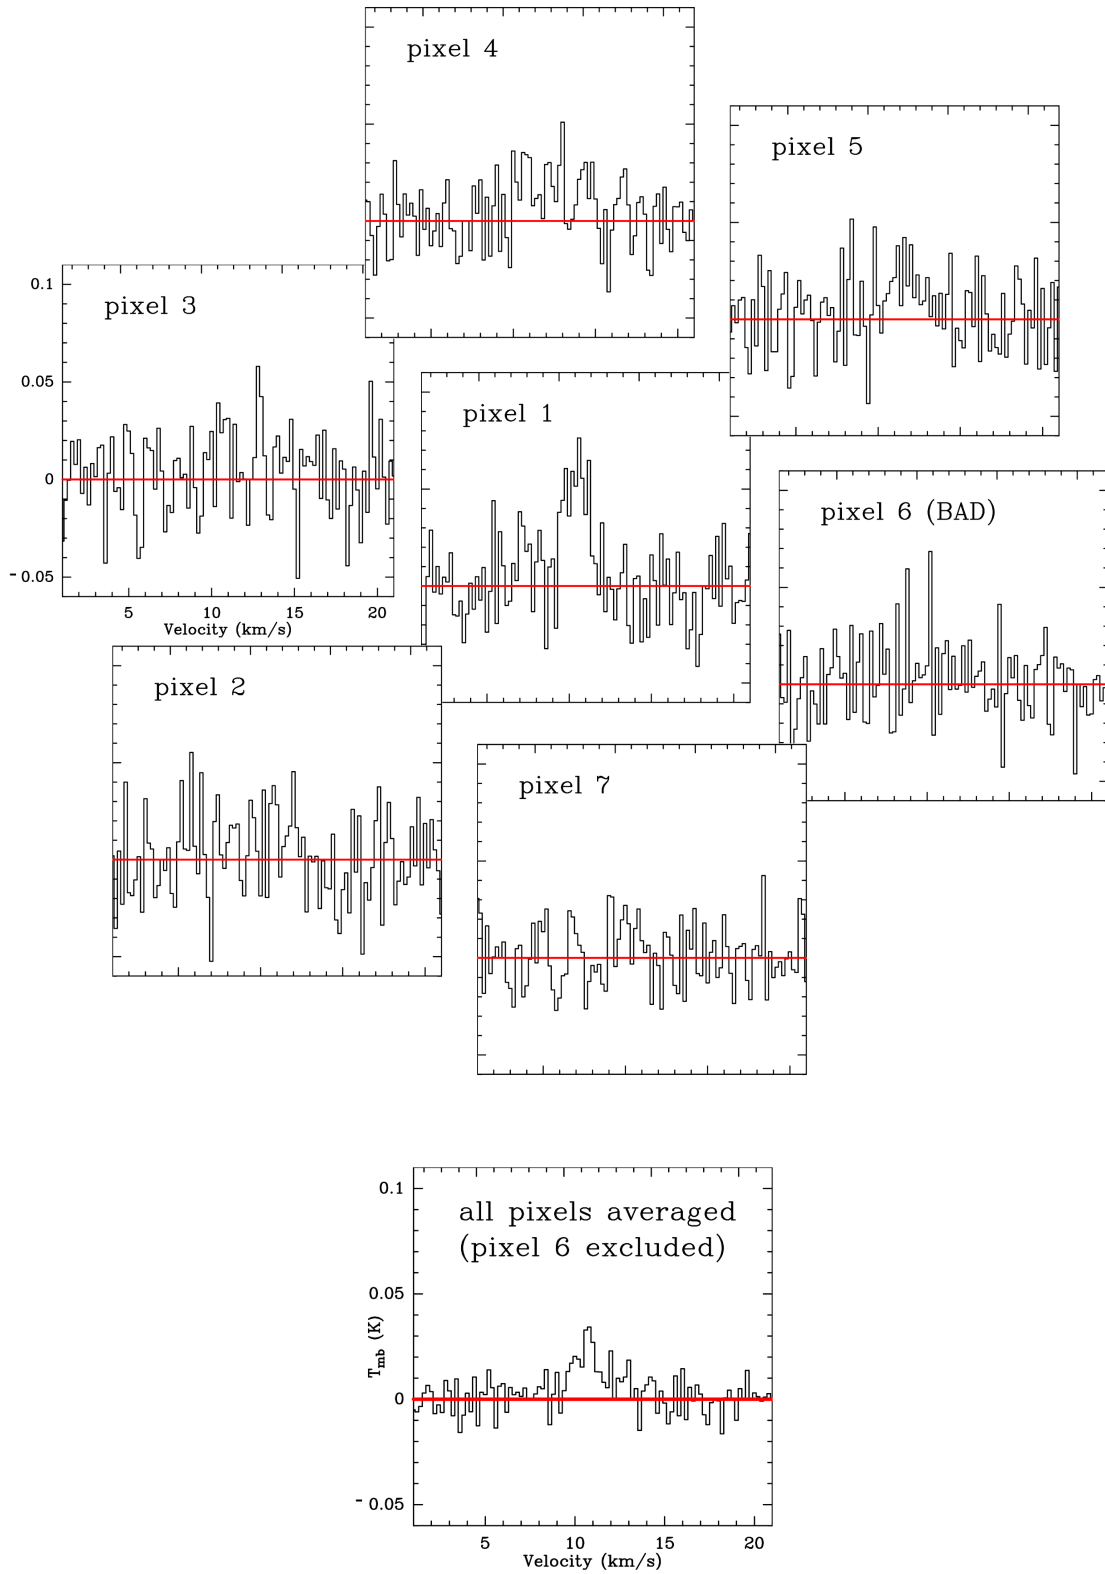 pixel 4
pixel 5
0.1
pixel 3
0.05
0
- 0.05
5 10 15 20
Velocity (km/s)
pixel 1
pixel 6 (BAD)
pixel 2
pixel 7
0.1
all pixels averaged
(pixel 6 excluded)
0.05
Tmb (K)
0
- 0.05
5 10 15 20
Velocity (km/s)